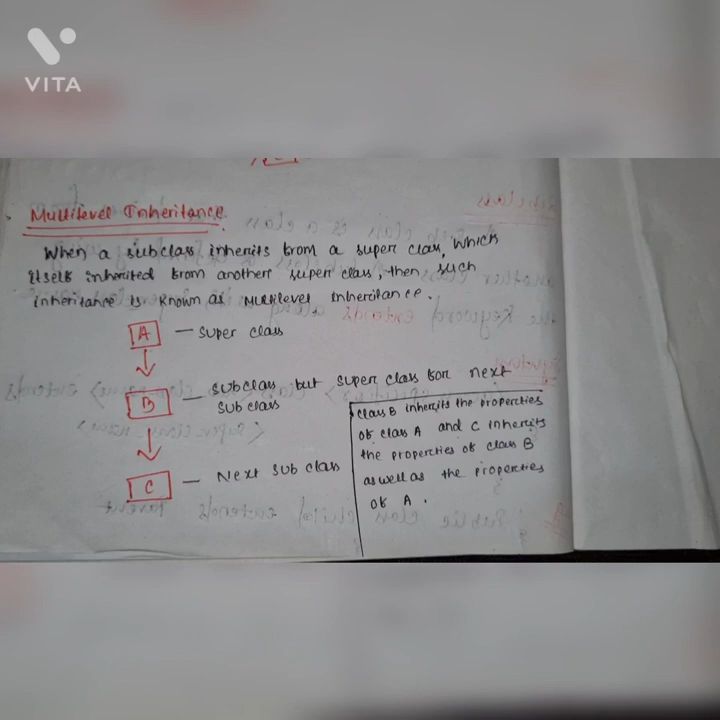 VITA
Multilevel Inheritance.
When a subclass inherits from a super class, which
itself inherited from another super class, then such
inheritance is known as multilevel inheritance.
A — Super class
B — Subclass but super class for next
sub class
class B inherits the properties
of class A and C inherits
the properties of class B
as well as the properties
of A.
C — Next sub class